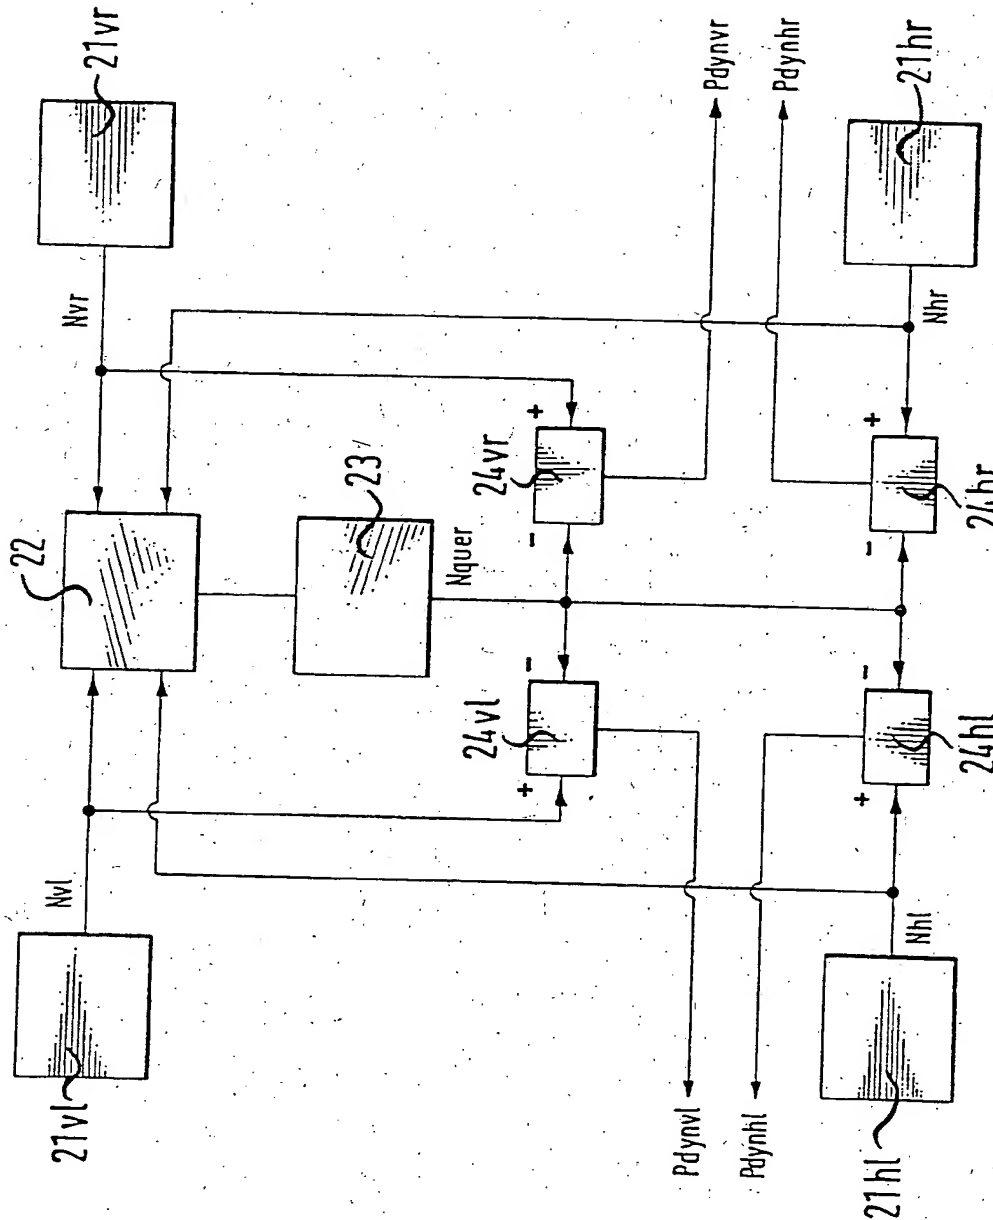 21vr
Nvr
22
23
Nquer
Nvl
21vl
24vr
+
-
24vl
-
+
Pdynvr
Pdynhr
Pdynvl
Pdynhl
21hr
Nhr
24hr
+
-
24hl
-
+
Nhl
21hl